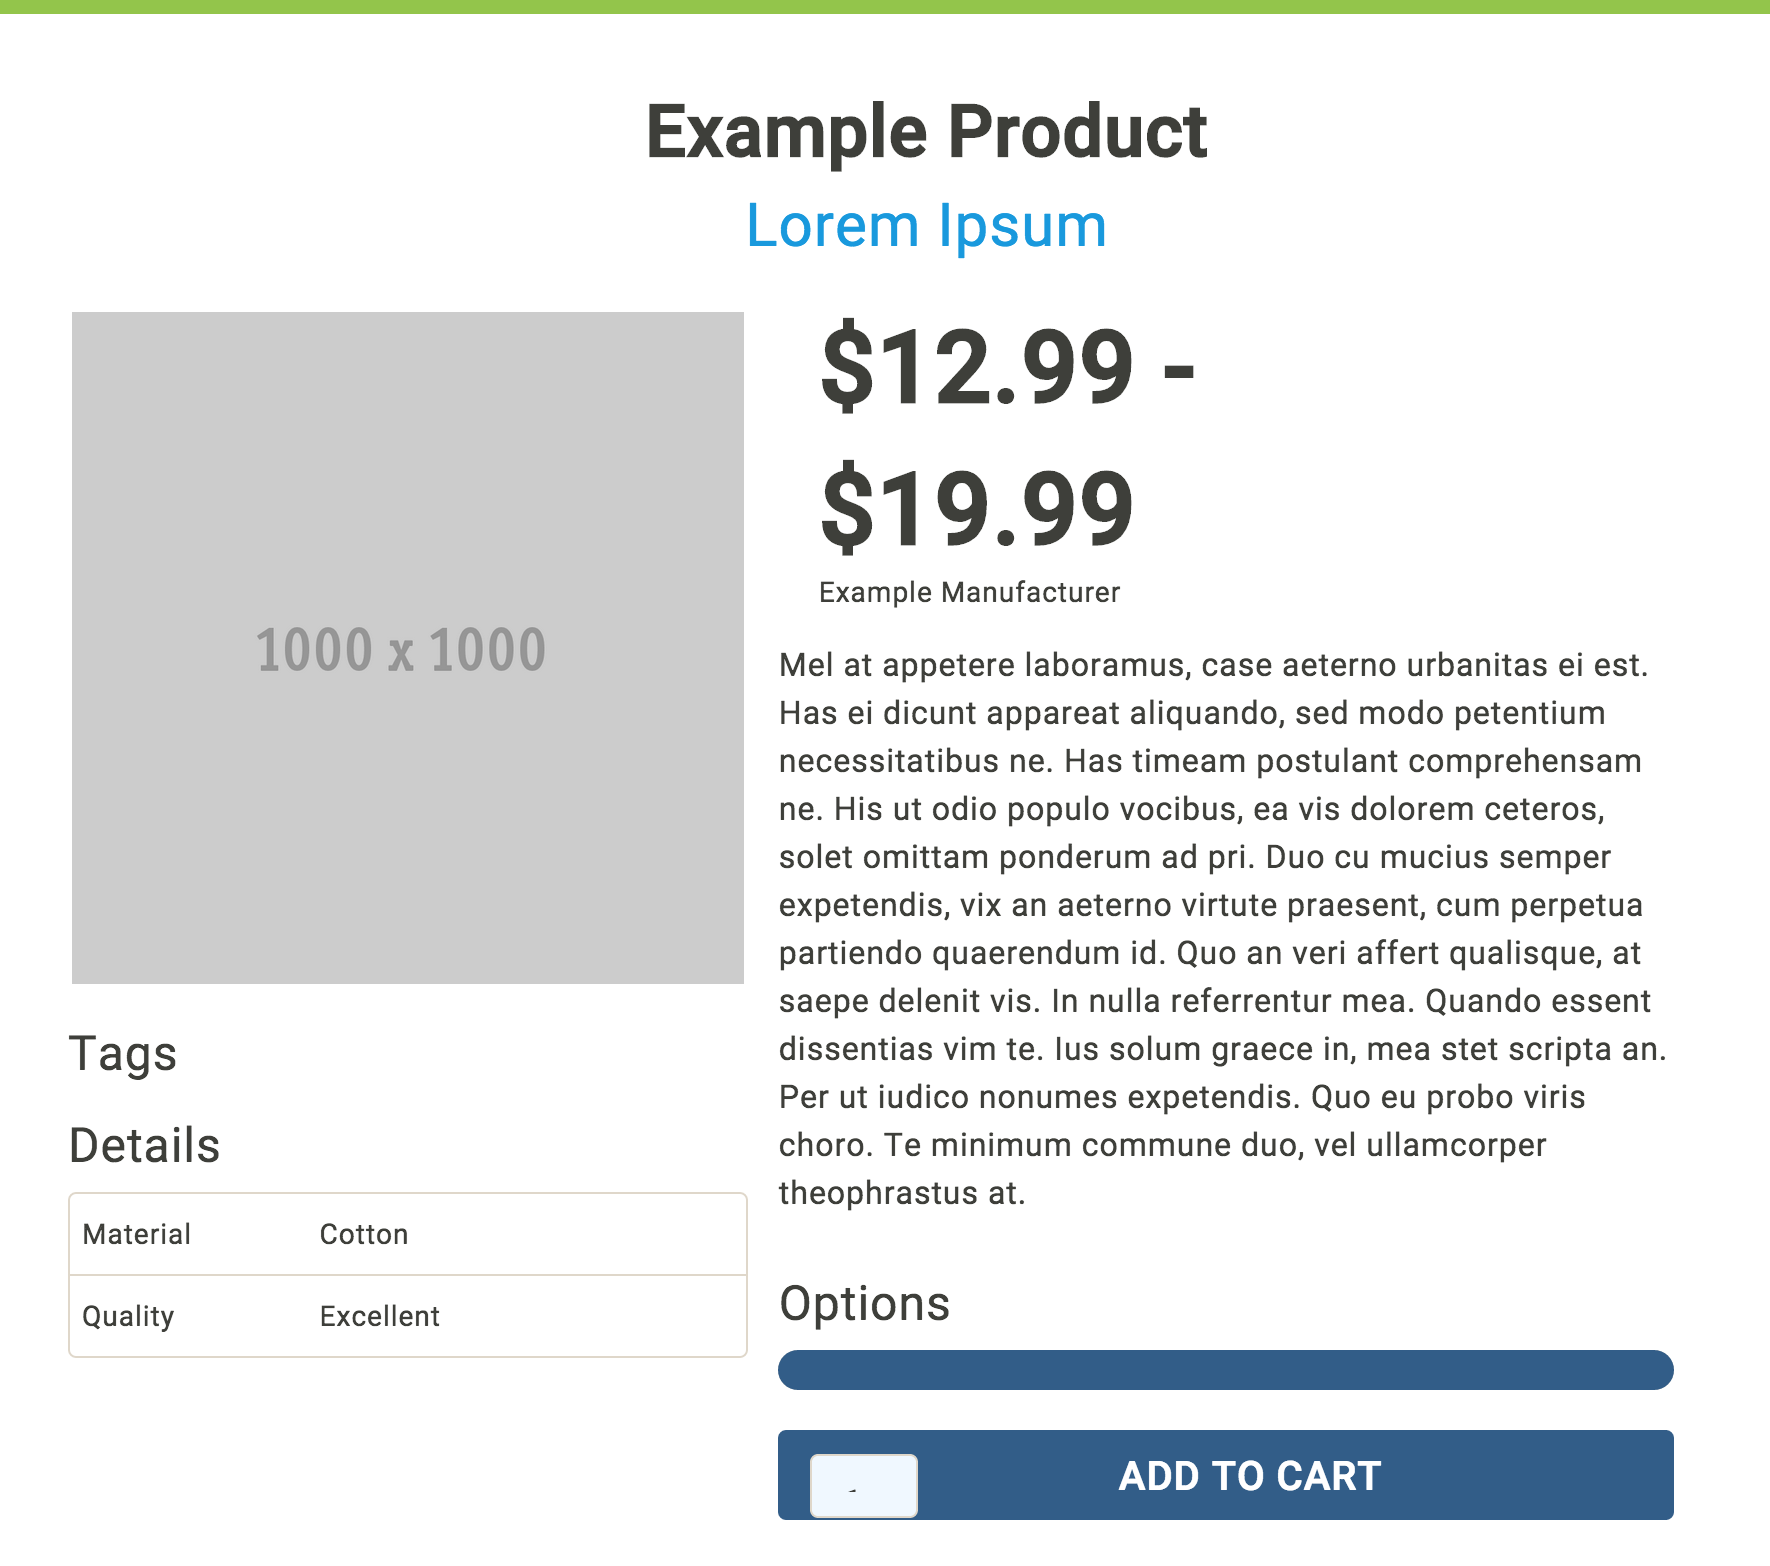 Example Product
Lorem Ipsum
1000 x 1000
$12.99 -
$19.99
Example Manufacturer
Mel at appetere laboramus, case aeterno urbanitas ei est.
Has ei dicunt appareat aliquando, sed modo petentium
necessitatibus ne. Has timeam postulant comprehensam
ne. His ut odio populo vocibus, ea vis dolorem ceteros,
solet omittam ponderum ad pri. Duo cu mucius semper
expetendis, vix an aeterno virtute praesent, cum perpetua
partiendo quaerendum id. Quo an veri affert qualisque, at
saepe delenit vis. In nulla referrentur mea. Quando essent
dissentias vim te. Ius solum graece in, mea stet scripta an.
Per ut iudico nonumes expetendis. Quo eu probo viris
choro. Te minimum commune duo, vel ullamcorper
theophrastus at.
Tags
Details
Material Cotton
Quality Excellent
Options
ADD TO CART